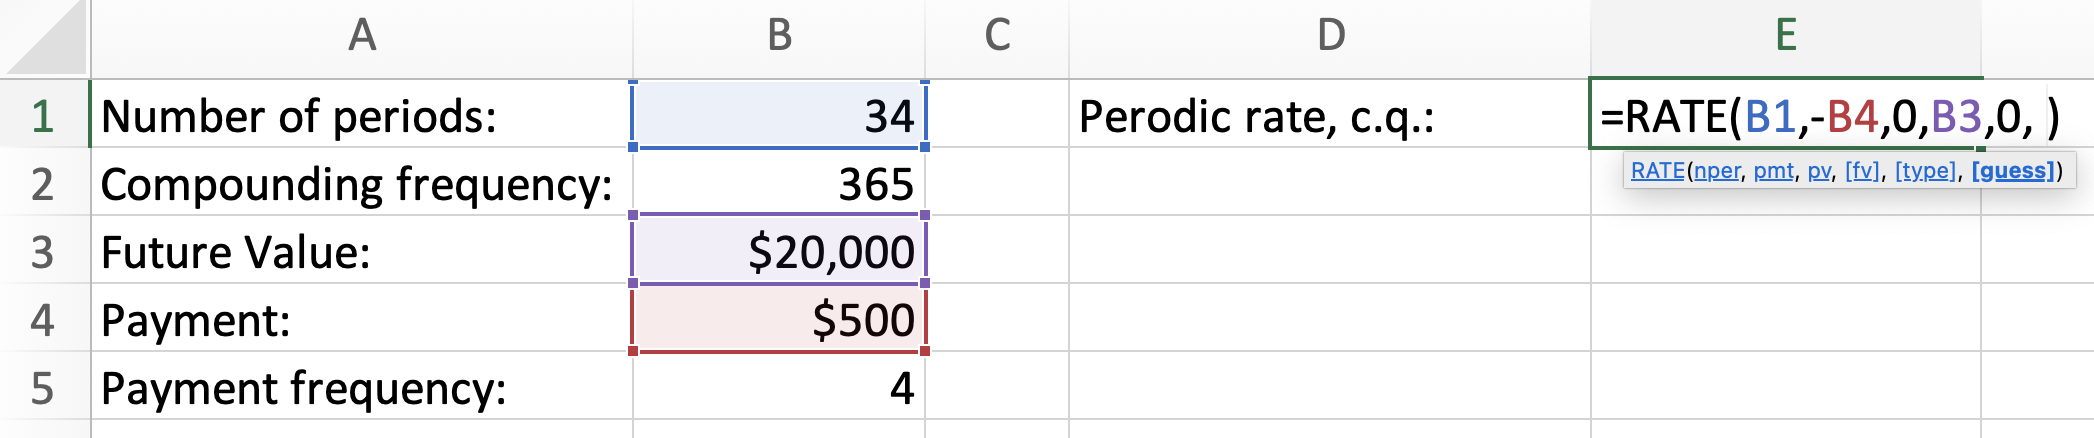 A B C D E
1 Number of periods: 34 Perodic rate, c.q.: =RATE(B1,-B4,0,B3,0, )
RATE(nper, pmt, pv, [fv], [type], [guess])
2 Compounding frequency: 365
3 Future Value: $20,000
4 Payment: $500
5 Payment frequency: 4